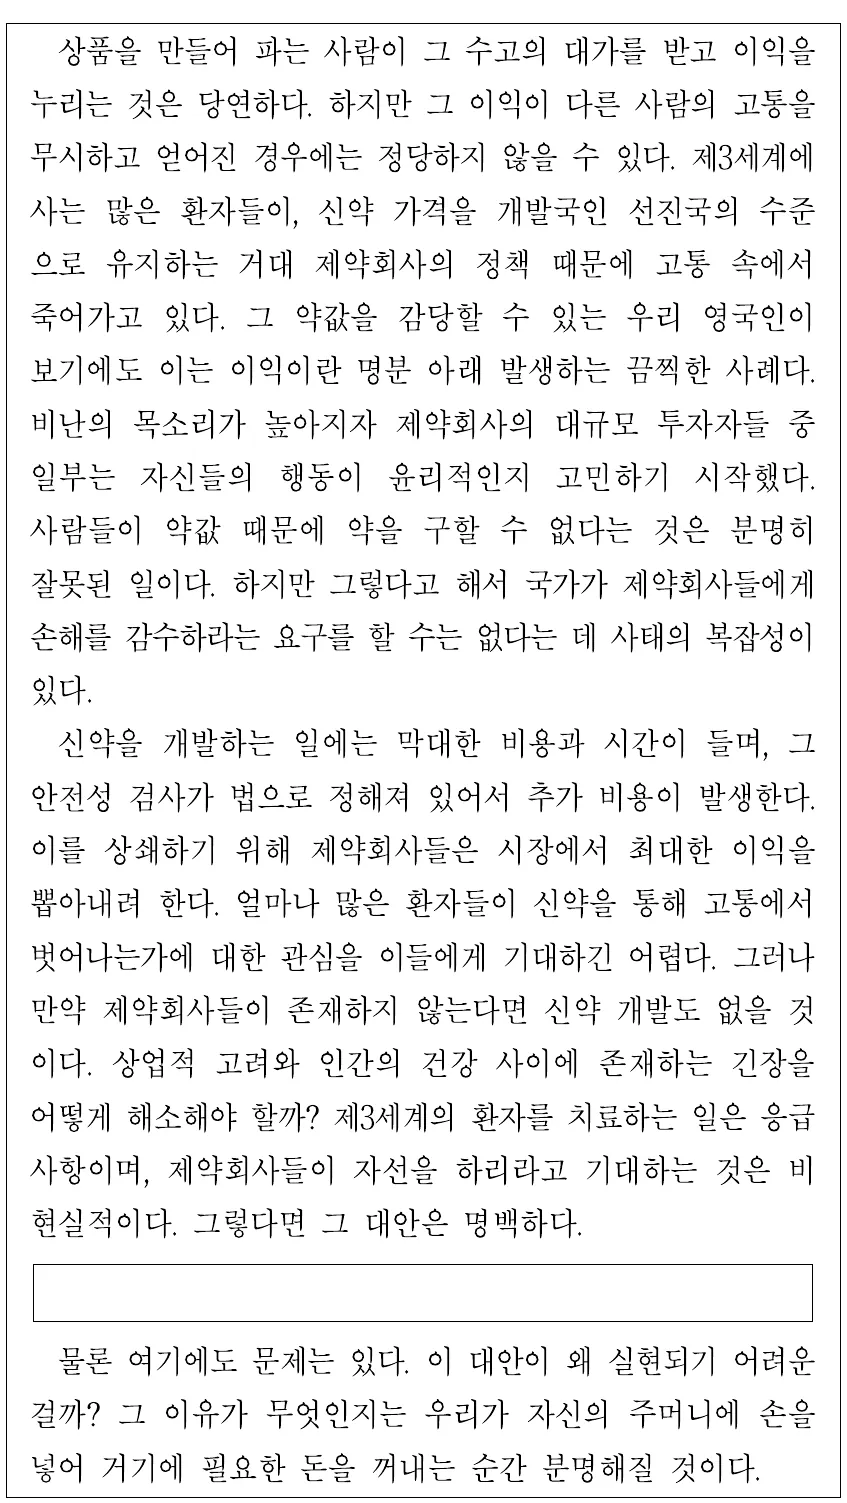 상품을 만들어 파는 사람이 그 수고의 대가를 받고 이익을
누리는 것은 당연하다. 하지만 그 이익이 다른 사람의 고통을
무시하고 얻어진 경우에는 정당하지 않을 수 있다. 제3세계에
사는 많은 환자들이, 신약 가격을 개발국인 선진국의 수준
으로 유지하는 거대 제약회사의 정책 때문에 고통 속에서
죽어가고 있다. 그 약값을 감당할 수 있는 우리 영국인이
보기에도 이는 이익이란 명분 아래 발생하는 끔찍한 사례다.
비난의 목소리가 높아지자 제약회사의 대규모 투자자들 중
일부는 자신들의 행동이 윤리적인지 고민하기 시작했다.
사람들이 약값 때문에 약을 구할 수 없다는 것은 분명히
잘못된 일이다. 하지만 그렇다고 해서 국가가 제약회사들에게
손해를 감수하라는 요구를 할 수는 없다는 데 사태의 복잡성이
있다.
신약을 개발하는 일에는 막대한 비용과 시간이 들며, 그
안전성 검사가 법으로 정해져 있어서 추가 비용이 발생한다.
이를 상쇄하기 위해 제약회사들은 시장에서 최대한 이익을
뽑아내려 한다. 얼마나 많은 환자들이 신약을 통해 고통에서
벗어나는가에 대한 관심을 이들에게 기대하긴 어렵다. 그러나
만약 제약회사들이 존재하지 않는다면 신약 개발도 없을 것
이다. 상업적 고려와 인간의 건강 사이에 존재하는 긴장을
어떻게 해소해야 할까? 제3세계의 환자를 치료하는 일은 응급
사항이며, 제약회사들이 자선을 하리라고 기대하는 것은 비
현실적이다. 그렇다면 그 대안은 명백하다.
물론 여기에도 문제는 있다. 이 대안이 왜 실현되기 어려운
걸까? 그 이유가 무엇인지는 우리가 자신의 주머니에 손을
넣어 거기에 필요한 돈을 꺼내는 순간 분명해질 것이다.